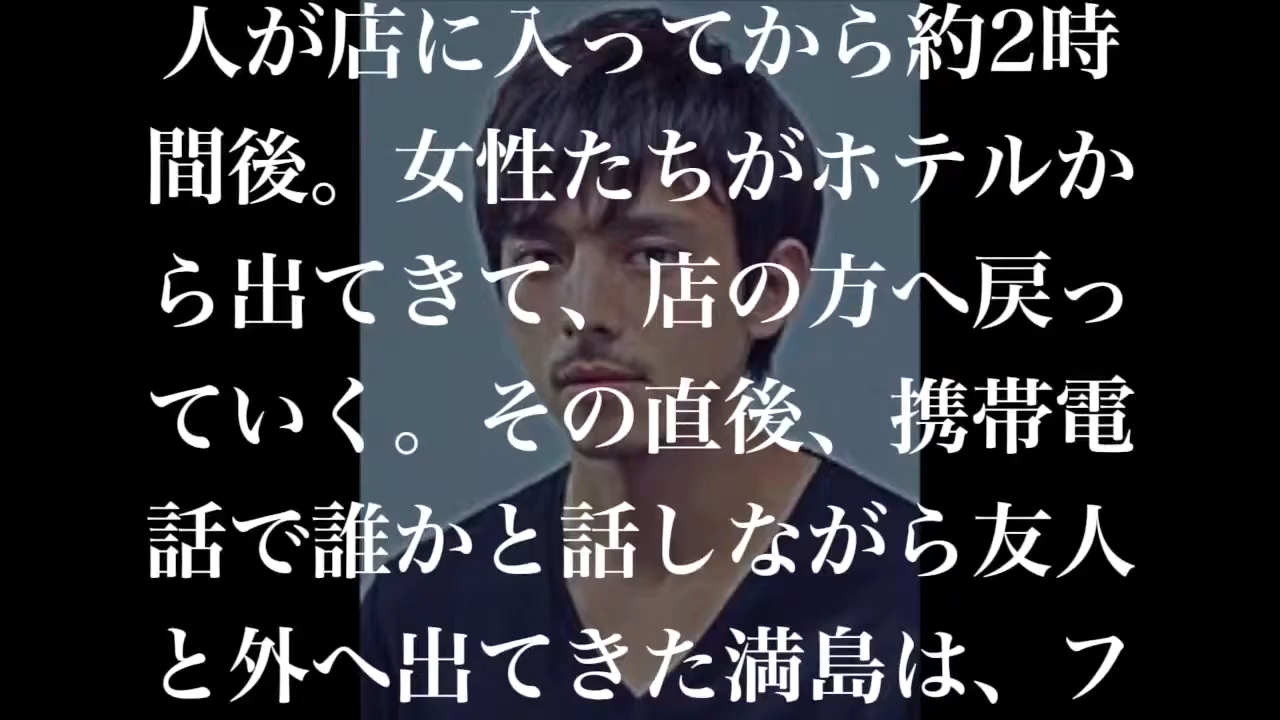 人が店に入ってから約2時
間後。女性たちがホテルか
ら出てきて、店の方へ戻っ
ていく。その直後、携帯電
話で誰かと話しながら友人
と外へ出てきた満島は、フ